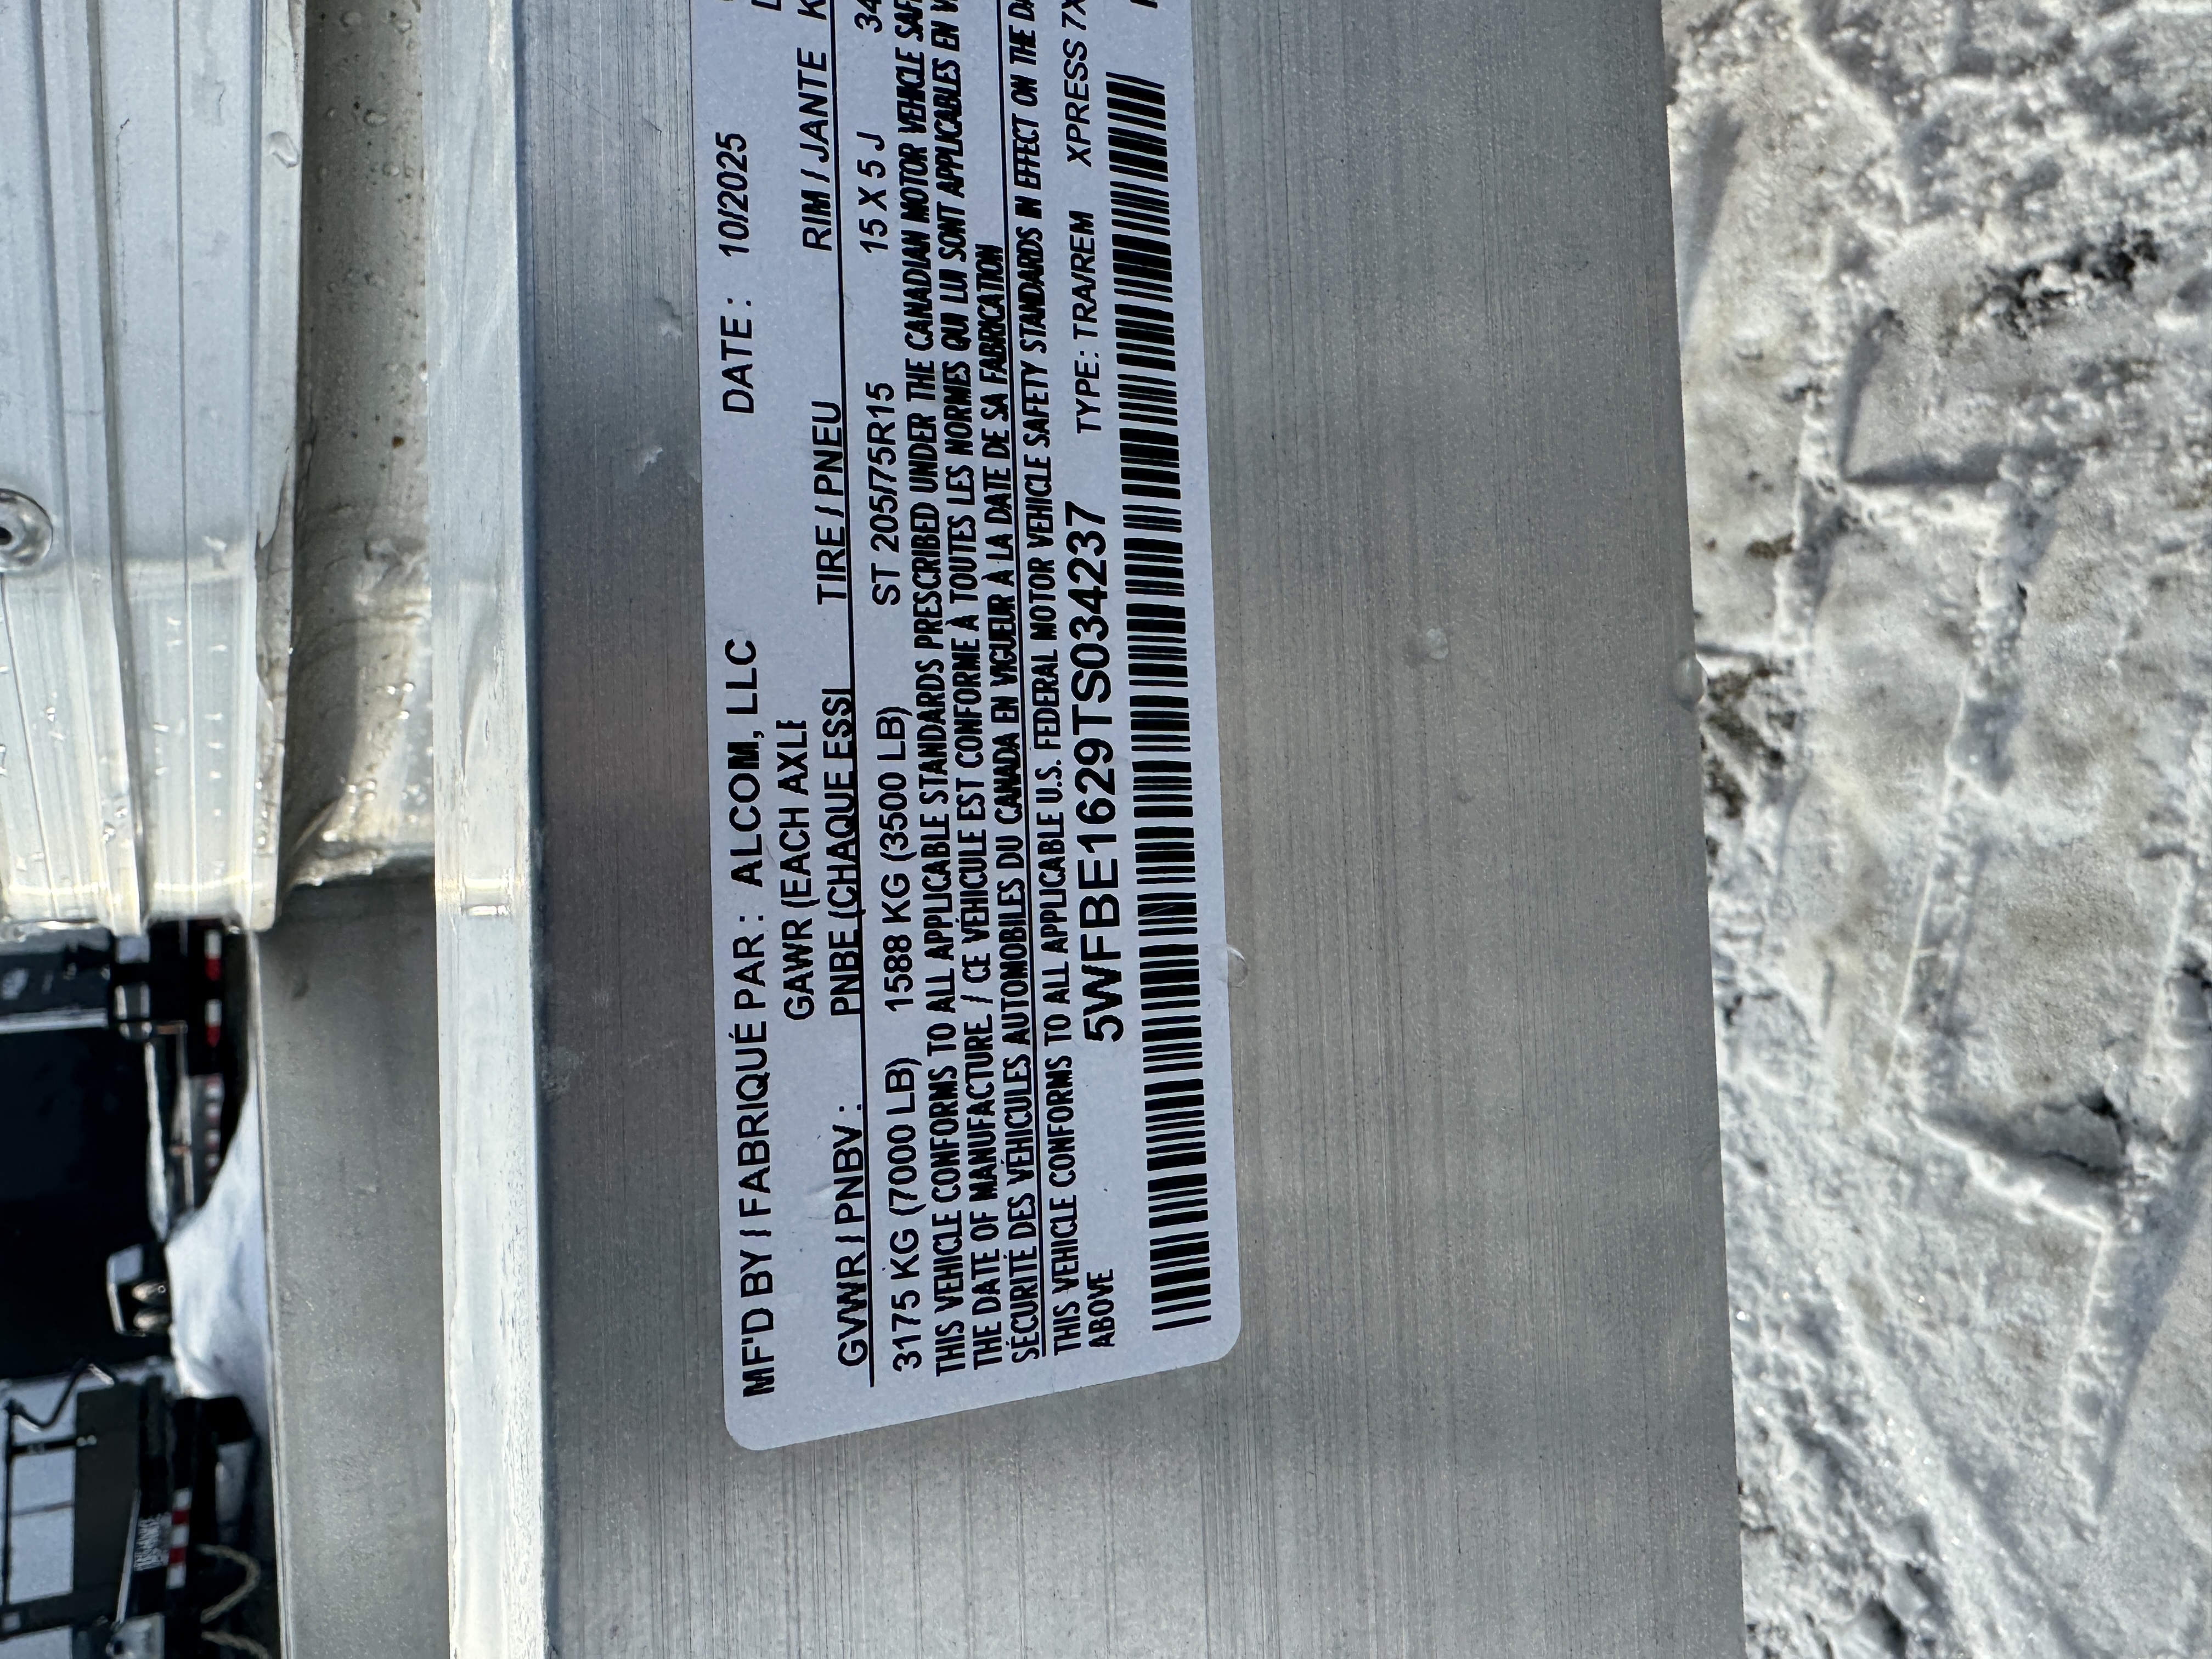 MF'D BY / FABRIQUÉ PAR : ALCOM, LLC DATE : 10/2025
GAWR (EACH AXLE
GVWR / PNBV : PNBE (CHAQUE ESSI TIRE / PNEU RIM / JANTE
3175 KG (7000 LB) 1588 KG (3500 LB) ST 205/75R15 15 X 5 J 34
THIS VEHICLE CONFORMS TO ALL APPLICABLE STANDARDS PRESCRIBED UNDER THE CANADIAN MOTOR VEHICLE SAF
THE DATE OF MANUFACTURE. / CE VÉHICULE EST CONFORME À TOUTES LES NORMES QUI LUI SONT APPLICABLES EN V
SÉCURITÉ DES VÉHICULES AUTOMOBILES DU CANADA EN VIGUEUR À LA DATE DE SA FABRICATION
THIS VEHICLE CONFORMS TO ALL APPLICABLE U.S. FEDERAL MOTOR VEHICLE SAFETY STANDARDS IN EFFECT ON THE DA
ABOVE 5WFBE1629TS034237 TYPE: TRA/REM XPRESS 7X